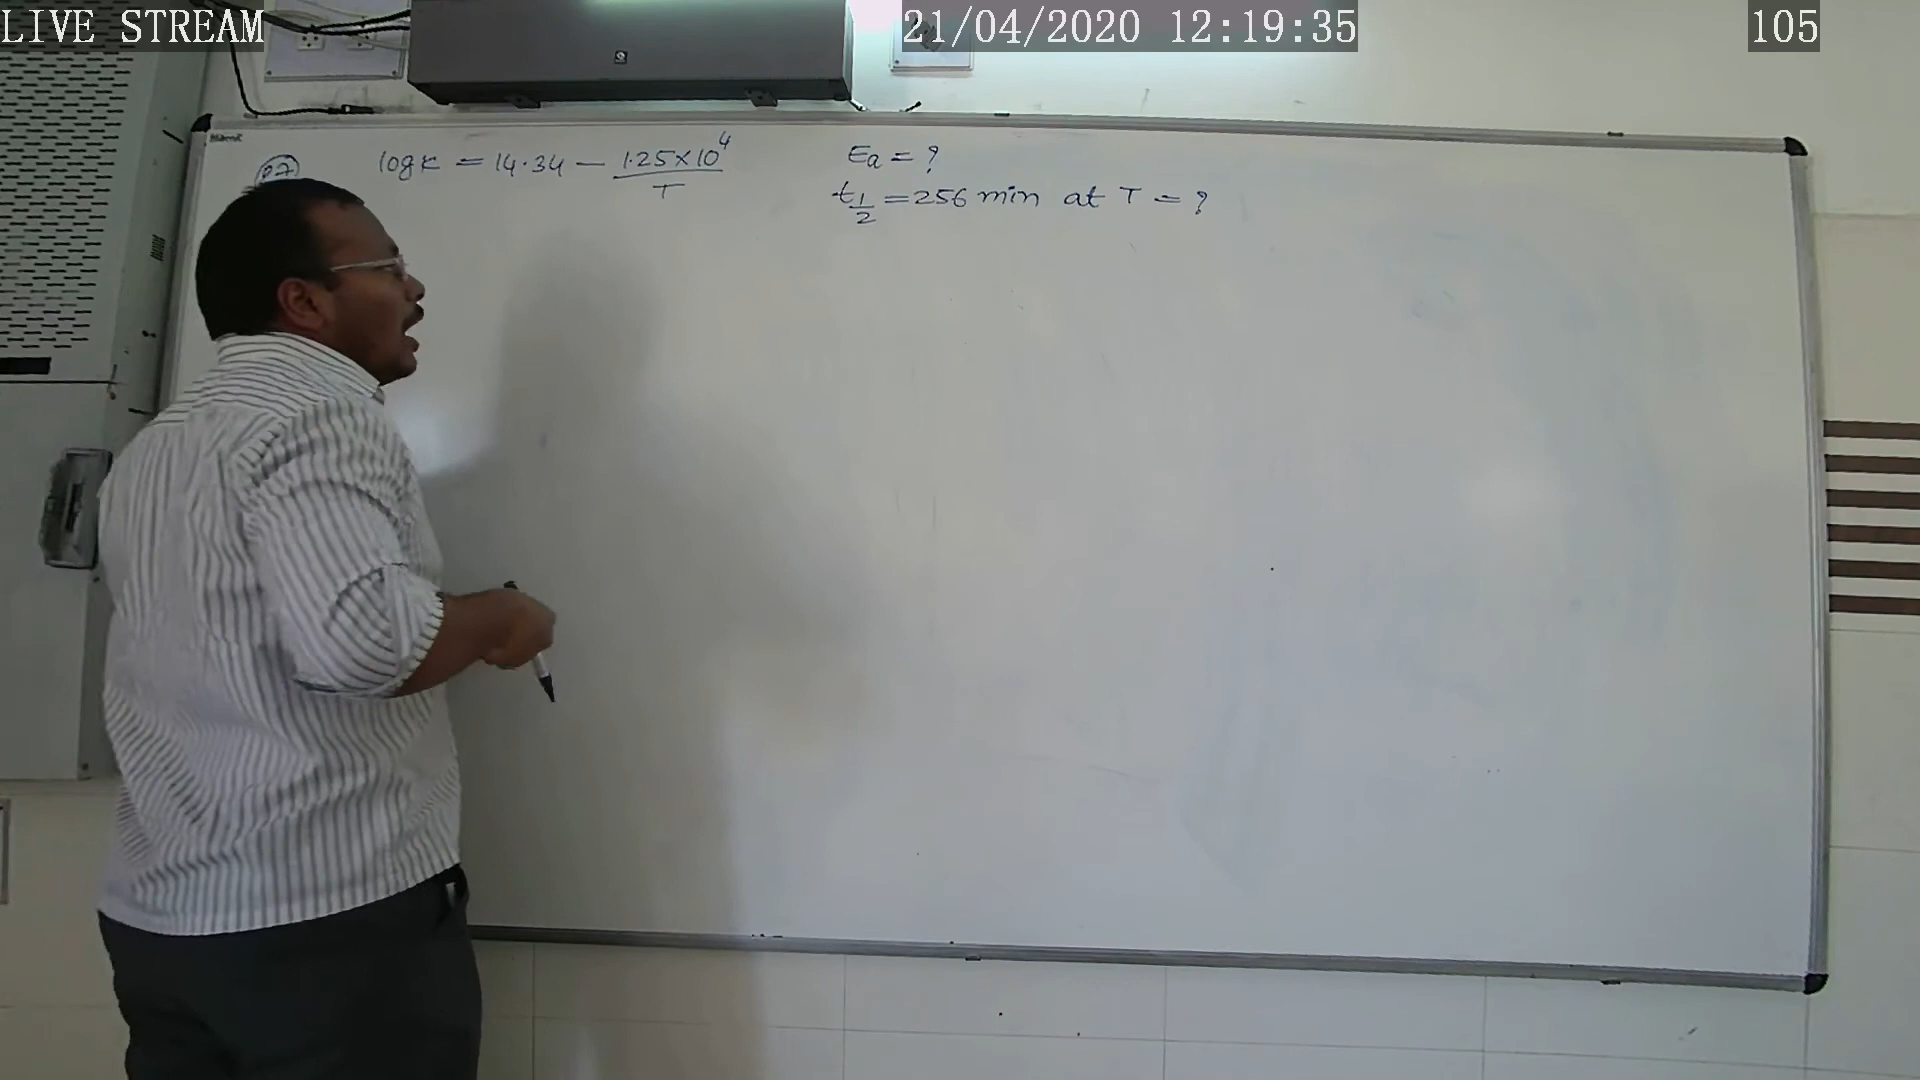 LIVE STREAM 21/04/2020 12:19:35 105
log K = 14.34 — 1.25×10⁴/T
Ea = ?
t1/2 = 256 min at T = ?